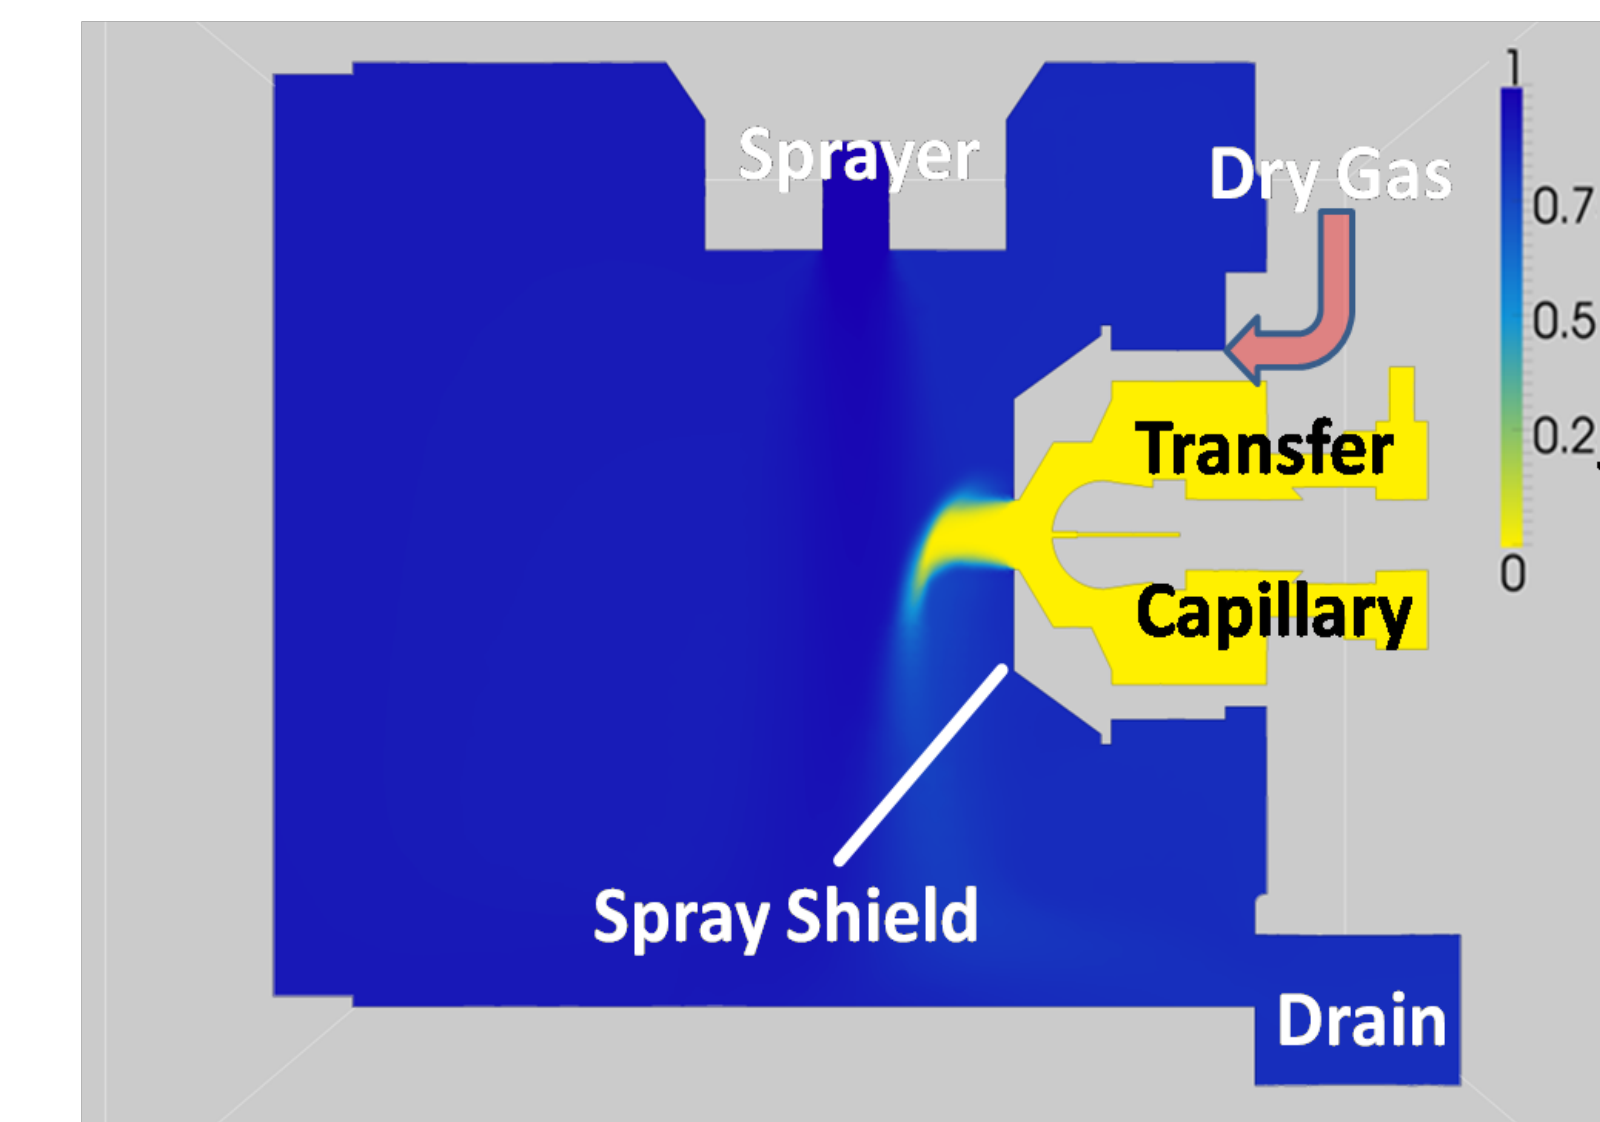 1
Sprayer
Dry Gas
0.7
0.5
Transfer
0.2
0
Capillary
Spray Shield
Drain